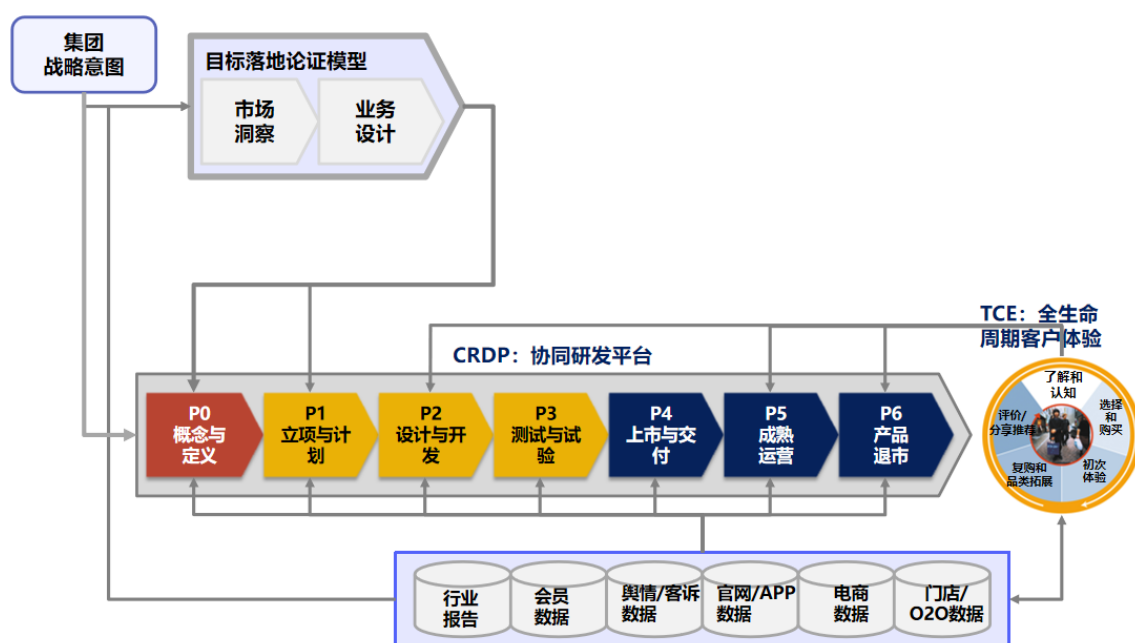 集团
战略意图
目标落地论证模型
市场
洞察
业务
设计
TCE：全生命
周期客户体验
CRDP：协同研发平台
P0
概念与
定义
P1
立项与计
划
P2
设计与开
发
P3
测试与试
验
P4
上市与交
付
P5
成熟
运营
P6
产品
退市
了解和
认知
选择
和
购买
初次
体验
复购和
品类拓展
评价/
分享推荐
行业
报告
会员
数据
舆情/客诉
数据
官网/APP
数据
电商
数据
门店/
O2O数据